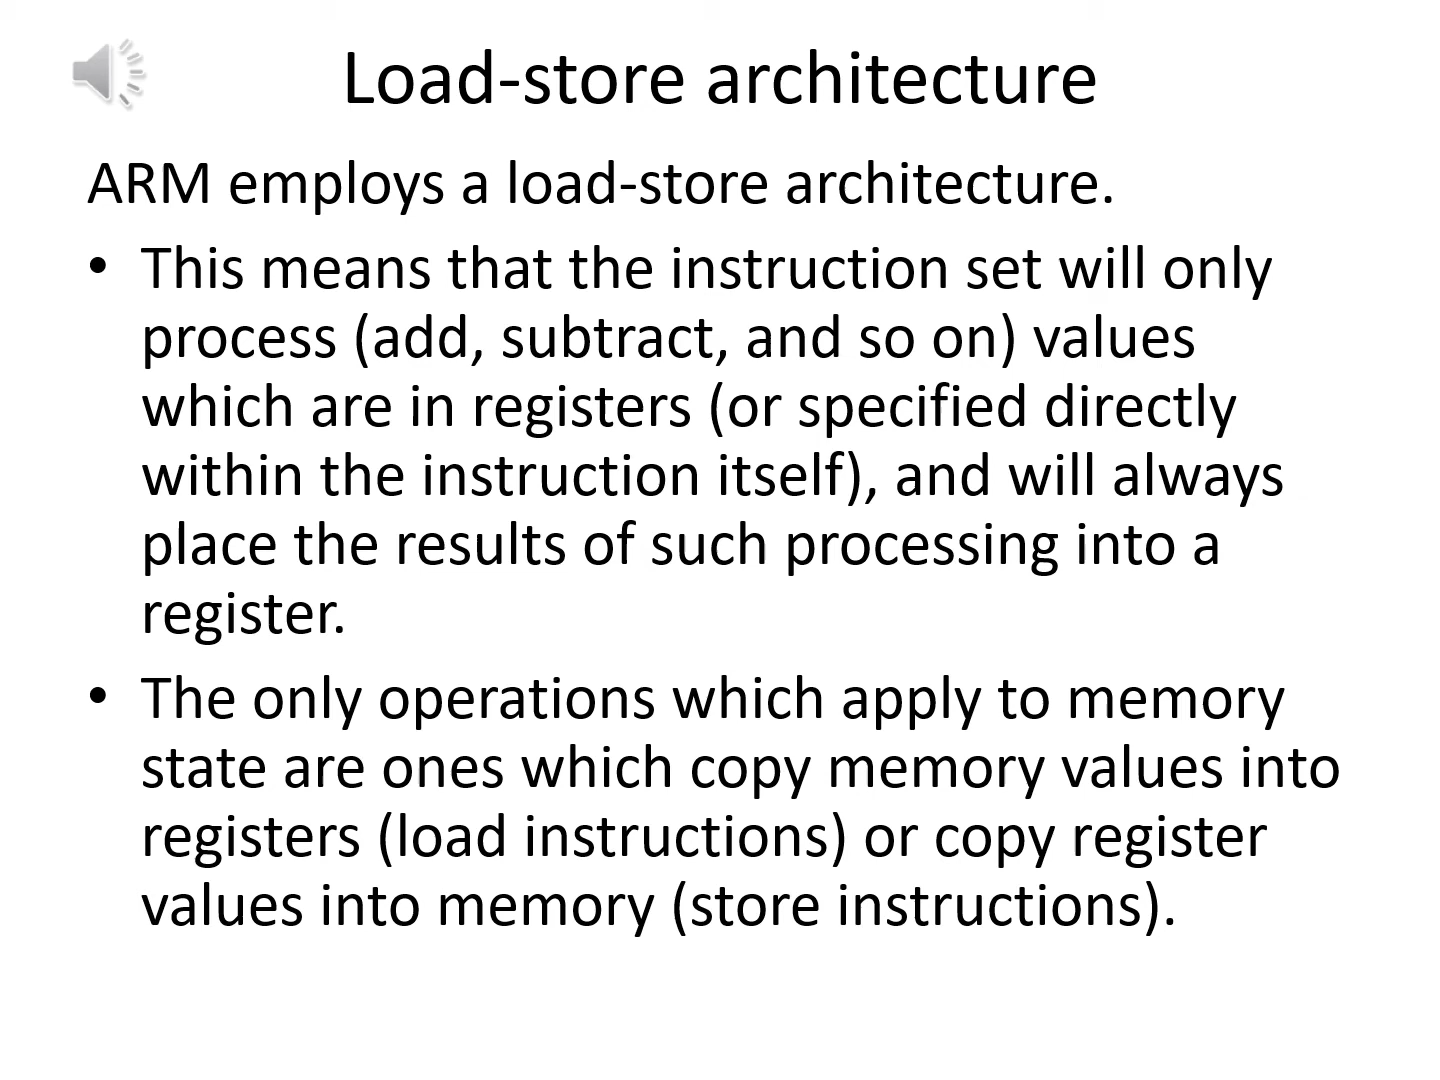 Load-store architecture
ARM employs a load-store architecture.
• This means that the instruction set will only
process (add, subtract, and so on) values
which are in registers (or specified directly
within the instruction itself), and will always
place the results of such processing into a
register.
• The only operations which apply to memory
state are ones which copy memory values into
registers (load instructions) or copy register
values into memory (store instructions).